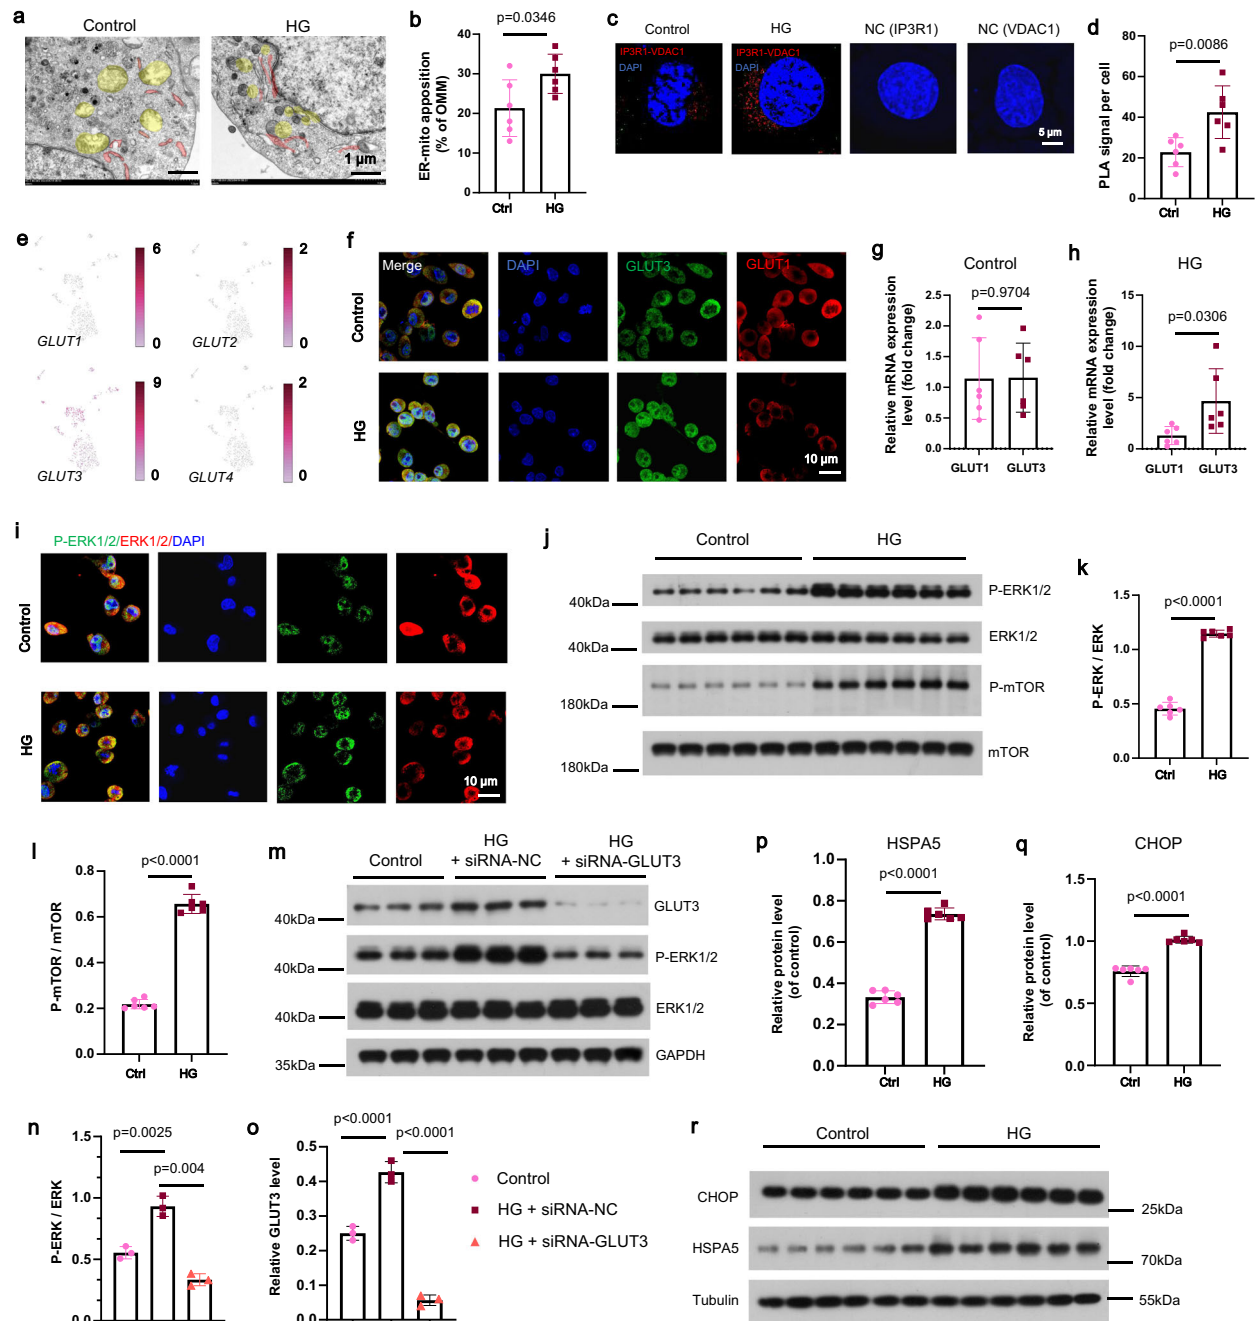 a
Control
HG
1 µm
b
p=0.0346
ER-mito apposition
(% of OMM)
40
30
20
10
0
Ctrl
HG
c
Control
HG
NC (IP3R1)
NC (VDAC1)
IP3R1-VDAC1
DAPI
IP3R1-VDAC1
DAPI
5 µm
d
p=0.0086
PLA signal per cell
80
60
40
20
0
Ctrl
HG
e
6
0
GLUT1
2
0
GLUT2
9
0
GLUT3
2
0
GLUT4
f
Merge
DAPI
GLUT3
GLUT1
Control
HG
10 µm
g
Control
p=0.9704
Relative mRNA expression
level (fold change)
2.5
2.0
1.5
1.0
0.5
0.0
GLUT1
GLUT3
h
HG
p=0.0306
Relative mRNA expression
level (fold change)
15
10
5
0
GLUT1
GLUT3
i
P-ERK1/2/ERK1/2/DAPI
Control
HG
10 µm
j
Control
HG
P-ERK1/2
40kDa
ERK1/2
40kDa
P-mTOR
180kDa
mTOR
180kDa
k
p<0.0001
P-ERK / ERK
1.5
1.0
0.5
0.0
Ctrl
HG
l
p<0.0001
P-mTOR / mTOR
0.8
0.6
0.4
0.2
0.0
Ctrl
HG
m
Control
HG
+ siRNA-NC
HG
+ siRNA-GLUT3
GLUT3
40kDa
P-ERK1/2
40kDa
ERK1/2
40kDa
GAPDH
35kDa
p
HSPA5
p<0.0001
Relative protein level
(of control)
1.0
0.8
0.6
0.4
0.2
0.0
Ctrl
HG
q
CHOP
p<0.0001
Relative protein level
(of control)
1.5
1.0
0.5
0.0
Ctrl
HG
n
p=0.0025
p=0.004
P-ERK / ERK
1.5
1.0
0.5
0.0
o
p<0.0001
p<0.0001
Relative GLUT3 level
0.5
0.4
0.3
0.2
0.1
0.0
Control
HG + siRNA-NC
HG + siRNA-GLUT3
r
Control
HG
CHOP
25kDa
HSPA5
70kDa
Tubulin
55kDa